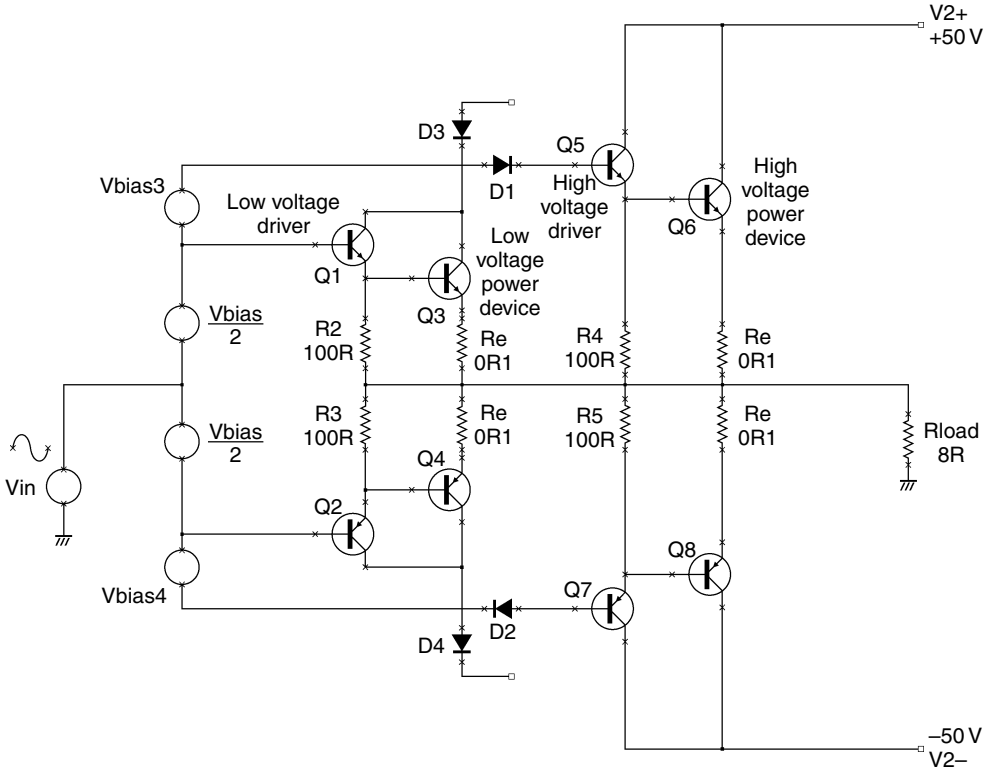 V2+
+50 V
D3
Q5
D1
High
voltage
driver
High
voltage
power
device
Q6
Vbias3
Low voltage
driver
Q1
Low
voltage
power
device
Q3
Vbias
2
R2
100R
Re
0R1
R4
100R
Re
0R1
Vbias
2
R3
100R
Re
0R1
R5
100R
Re
0R1
Rload
8R
Vin
Q4
Q2
Q7
Q8
Vbias4
D2
D4
–50 V
V2–